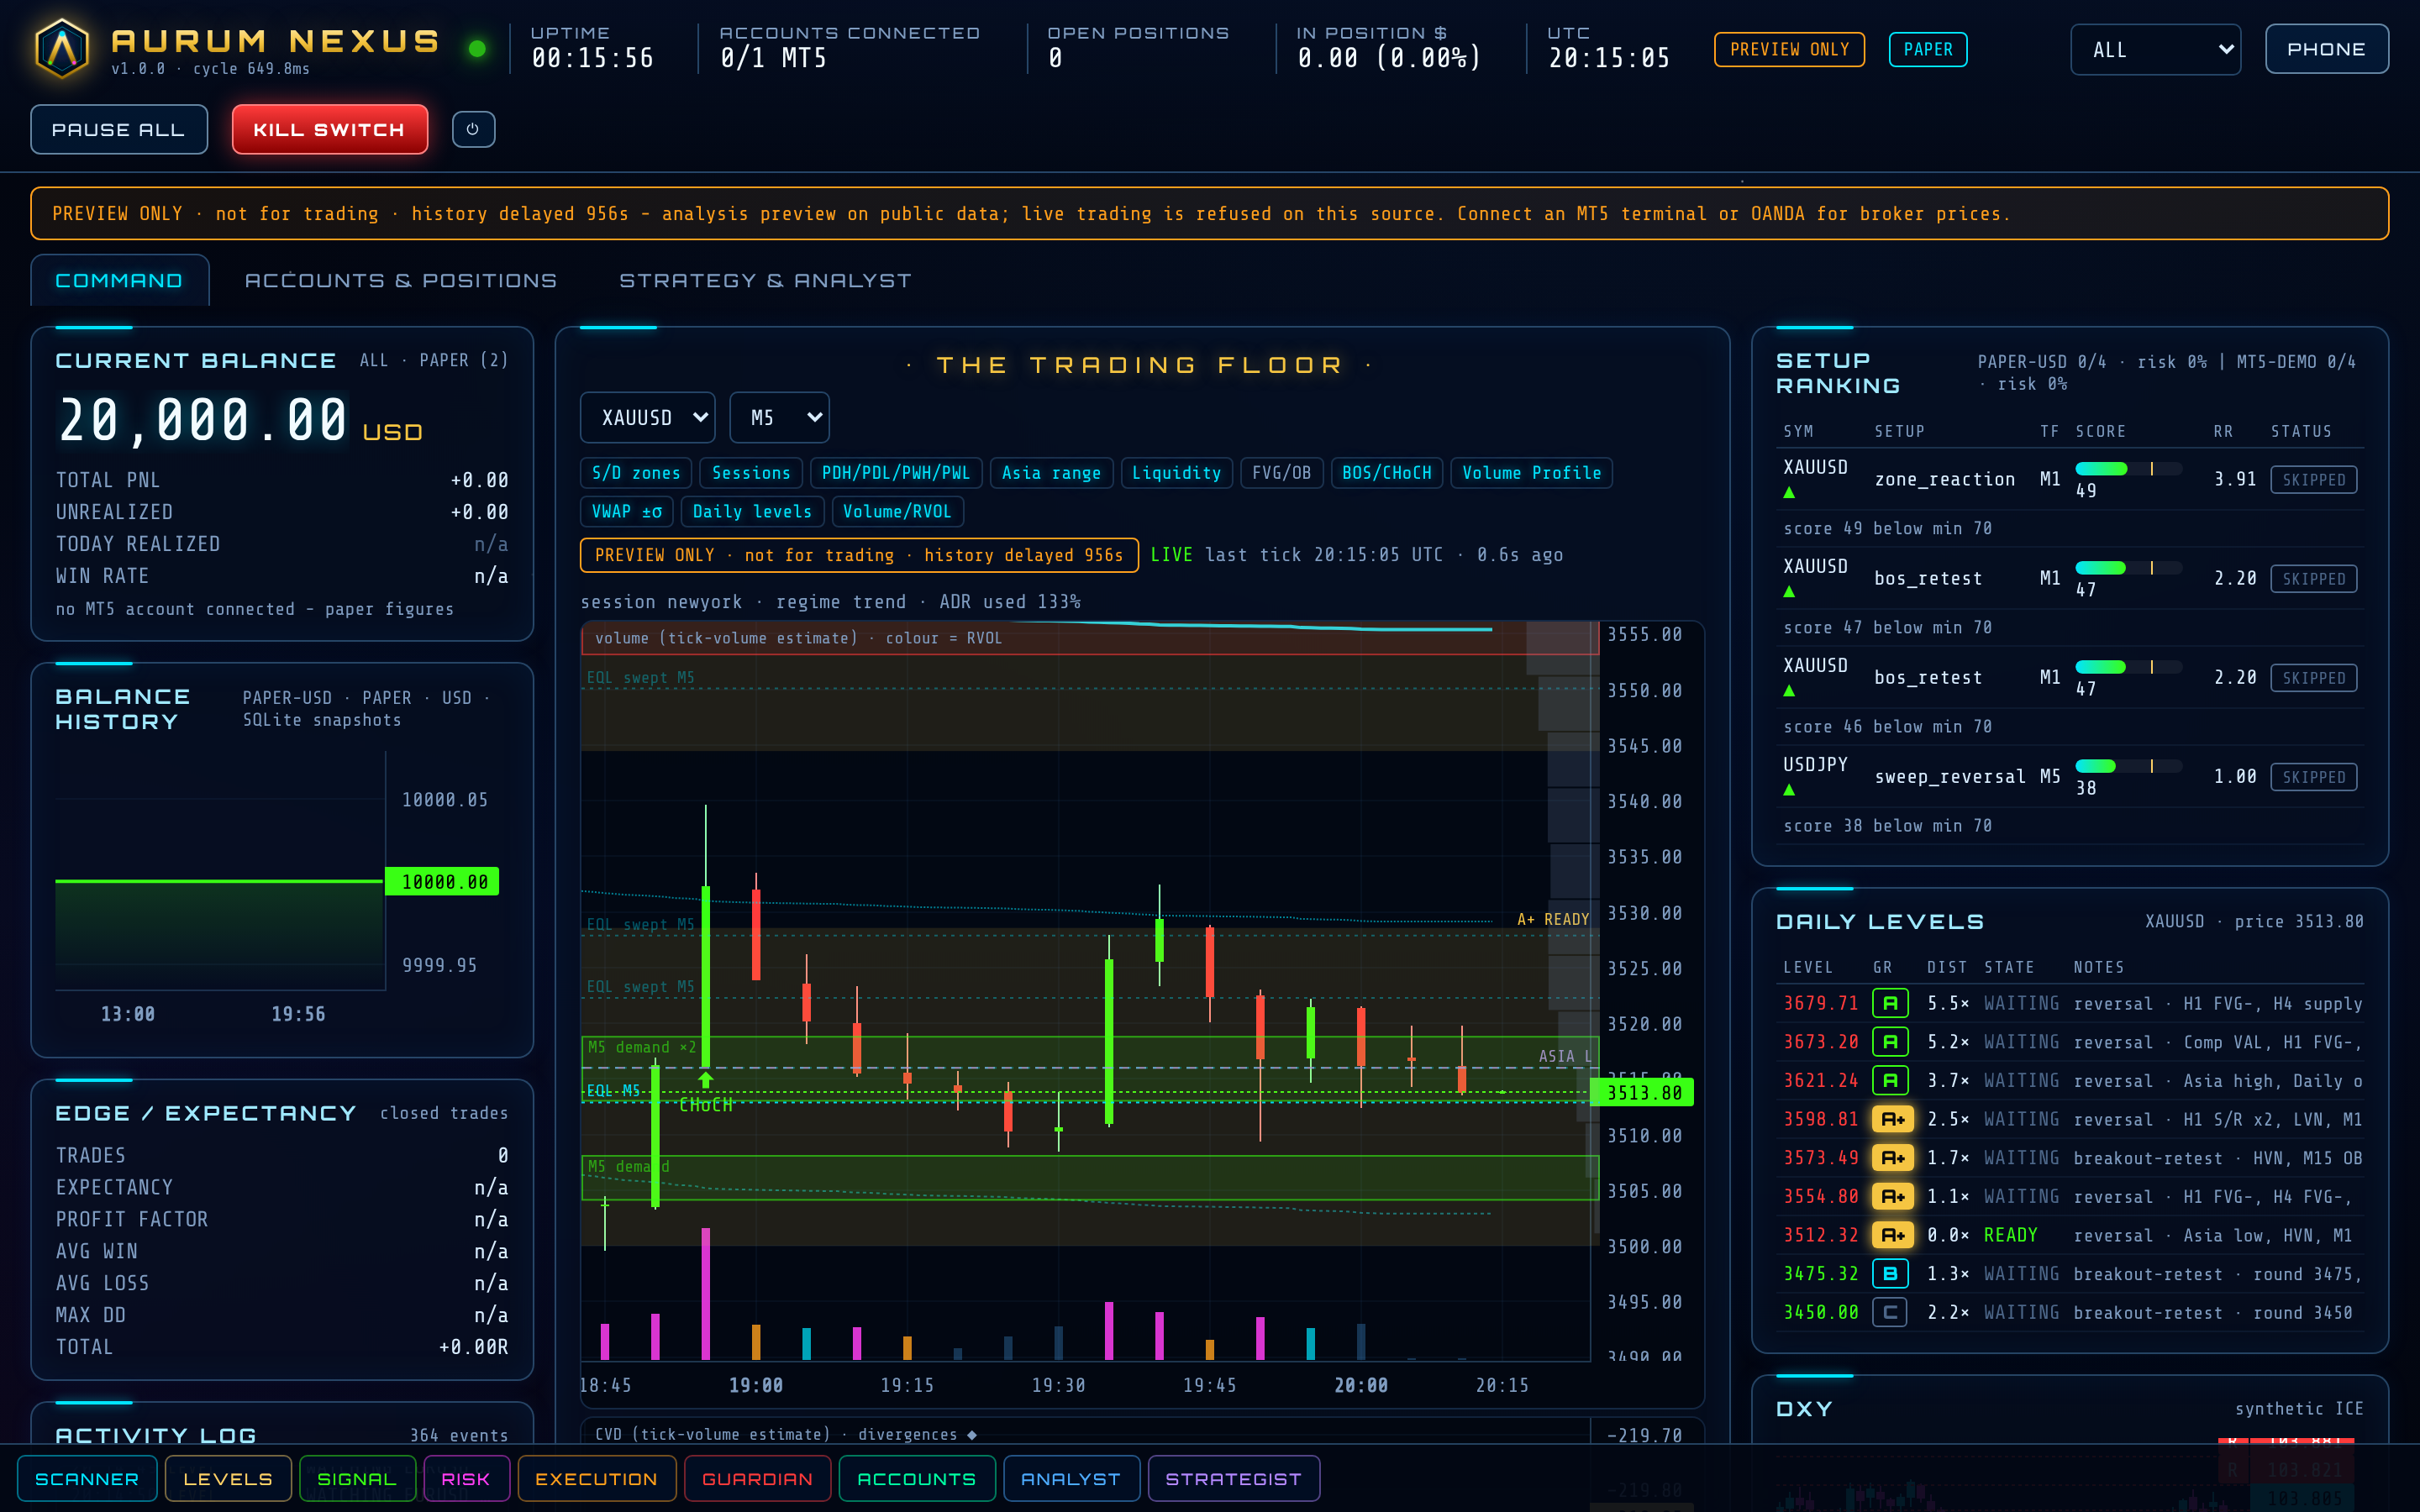 AURUM NEXUS
v1.0.0 · cycle 649.8ms
UPTIME
00:15:56
ACCOUNTS CONNECTED
0/1 MT5
OPEN POSITIONS
0
IN POSITION $
0.00 (0.00%)
UTC
20:15:05
PREVIEW ONLY
PAPER
ALL
PHONE
PAUSE ALL
KILL SWITCH
PREVIEW ONLY · not for trading · history delayed 956s – analysis preview on public data; live trading is refused on this source. Connect an MT5 terminal or OANDA for broker prices.
COMMAND
ACCOUNTS & POSITIONS
STRATEGY & ANALYST
CURRENT BALANCE
ALL · PAPER (2)
20,000.00 USD
TOTAL PNL +0.00
UNREALIZED +0.00
TODAY REALIZED n/a
WIN RATE n/a
no MT5 account connected – paper figures
BALANCE HISTORY
PAPER-USD · PAPER · USD ·
SQLite snapshots
10000.05
10000.00
9999.95
13:00 19:56
EDGE / EXPECTANCY
closed trades
TRADES 0
EXPECTANCY n/a
PROFIT FACTOR n/a
AVG WIN n/a
AVG LOSS n/a
MAX DD n/a
TOTAL +0.00R
ACTIVITY LOG
364 events
· THE TRADING FLOOR ·
XAUUSD
M5
S/D zones
Sessions
PDH/PDL/PWH/PWL
Asia range
Liquidity
FVG/OB
BOS/CHoCH
Volume Profile
VWAP ±σ
Daily levels
Volume/RVOL
PREVIEW ONLY · not for trading · history delayed 956s
LIVE last tick 20:15:05 UTC · 0.6s ago
session newyork · regime trend · ADR used 133%
volume (tick-volume estimate) · colour = RVOL
3555.00
EQL swept M5
3550.00
3545.00
3540.00
3535.00
A+ READY
3530.00
EQL swept M5
3525.00
EQL swept M5
3520.00
M5 demand ×2
ASIA L
EQL M5
3513.80
CHoCH
3510.00
M5 demand
3505.00
3500.00
3495.00
3490.00
18:45 19:00 19:15 19:30 19:45 20:00 20:15
CVD (tick-volume estimate) · divergences ◆
-219.70
-219.80
SETUP RANKING
PAPER-USD 0/4 · risk 0% | MT5-DEMO 0/4
· risk 0%
SYM SETUP TF SCORE RR STATUS
XAUUSD ▲ zone_reaction M1 49 3.91 SKIPPED
score 49 below min 70
XAUUSD ▲ bos_retest M1 47 2.20 SKIPPED
score 47 below min 70
XAUUSD ▲ bos_retest M1 47 2.20 SKIPPED
score 46 below min 70
USDJPY ▲ sweep_reversal M5 38 1.00 SKIPPED
score 38 below min 70
DAILY LEVELS
XAUUSD · price 3513.80
LEVEL GR DIST STATE NOTES
3679.71 A 5.5× WAITING reversal · H1 FVG-, H4 supply
3673.20 A 5.2× WAITING reversal · Comp VAL, H1 FVG-,
3621.24 A 3.7× WAITING reversal · Asia high, Daily o
3598.81 A+ 2.5× WAITING reversal · H1 S/R x2, LVN, M1
3573.49 A+ 1.7× WAITING breakout-retest · HVN, M15 OB
3554.80 A+ 1.1× WAITING reversal · H1 FVG-, H4 FVG-,
3512.32 A+ 0.0× READY reversal · Asia low, HVN, M1
3475.32 B 1.3× WAITING breakout-retest · round 3475,
3450.00 C 2.2× WAITING breakout-retest · round 3450
DXY
synthetic ICE
R 103.881
R 103.821
103.805
SCANNER
LEVELS
SIGNAL
RISK
EXECUTION
GUARDIAN
ACCOUNTS
ANALYST
STRATEGIST